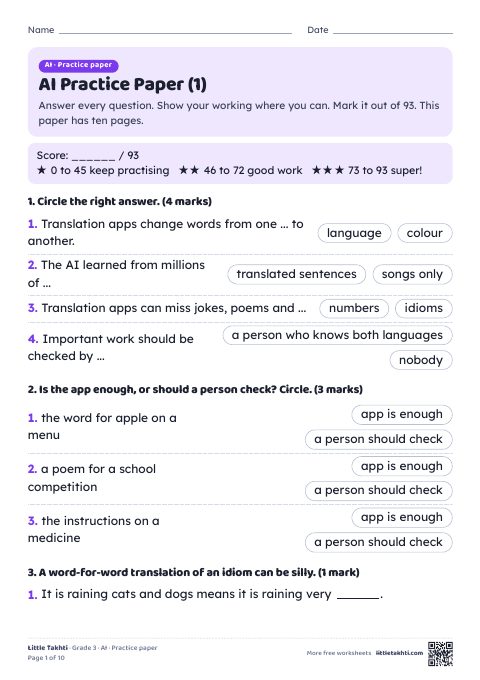 Name Date
AI · Practice paper
AI Practice Paper (1)
Answer every question. Show your working where you can. Mark it out of 93. This
paper has ten pages.
Score: ______ / 93
★ 0 to 45 keep practising ★★ 46 to 72 good work ★★★ 73 to 93 super!
1. Circle the right answer. (4 marks)
1. Translation apps change words from one ... to
another.
language colour
2. The AI learned from millions
of ...
translated sentences songs only
3. Translation apps can miss jokes, poems and ... numbers idioms
4. Important work should be
checked by ...
a person who knows both languages
nobody
2. Is the app enough, or should a person check? Circle. (3 marks)
1. the word for apple on a
menu
app is enough
a person should check
2. a poem for a school
competition
app is enough
a person should check
3. the instructions on a
medicine
app is enough
a person should check
3. A word-for-word translation of an idiom can be silly. (1 mark)
1. It is raining cats and dogs means it is raining very ______.
Little Takhti · Grade 3 · AI · Practice paper
Page 1 of 10
More free worksheets littletakhti.com